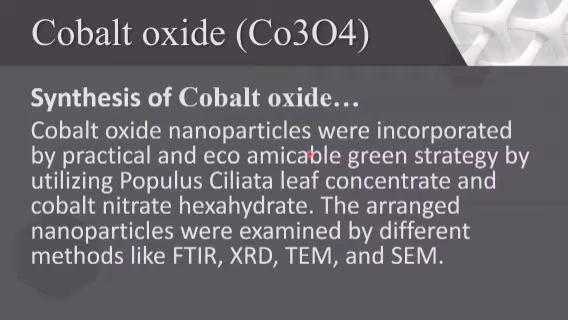 Cobalt oxide (Co3O4)
Synthesis of Cobalt oxide…
Cobalt oxide nanoparticles were incorporated
by practical and eco amicable green strategy by
utilizing Populus Ciliata leaf concentrate and
cobalt nitrate hexahydrate. The arranged
nanoparticles were examined by different
methods like FTIR, XRD, TEM, and SEM.